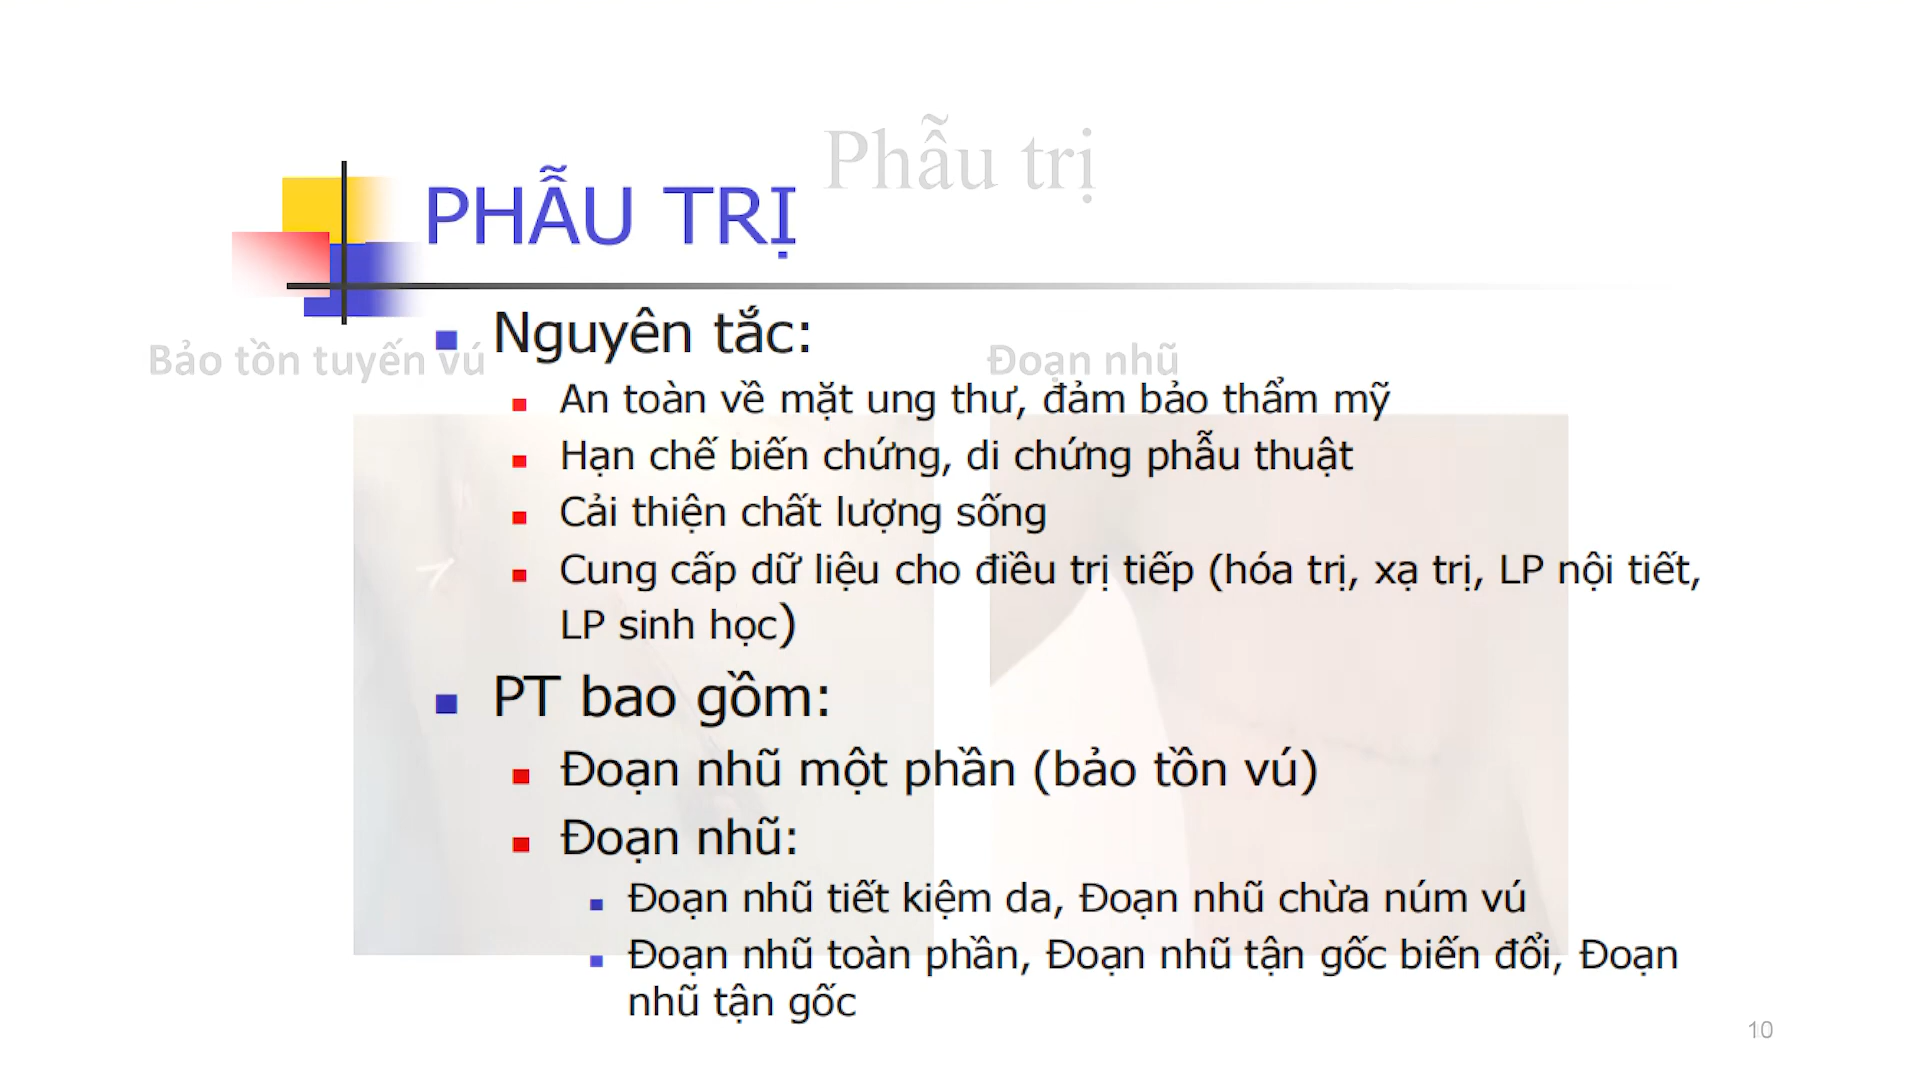 Phẫu trị
PHẪU TRỊ
Nguyên tắc:
Bảo tồn tuyến vú
Đoạn nhũ
An toàn về mặt ung thư, đảm bảo thẩm mỹ
Hạn chế biến chứng, di chứng phẫu thuật
Cải thiện chất lượng sống
Cung cấp dữ liệu cho điều trị tiếp (hóa trị, xạ trị, LP nội tiết,
LP sinh học)
PT bao gồm:
Đoạn nhũ một phần (bảo tồn vú)
Đoạn nhũ:
Đoạn nhũ tiết kiệm da, Đoạn nhũ chừa núm vú
Đoạn nhũ toàn phần, Đoạn nhũ tận gốc biến đổi, Đoạn
nhũ tận gốc
10